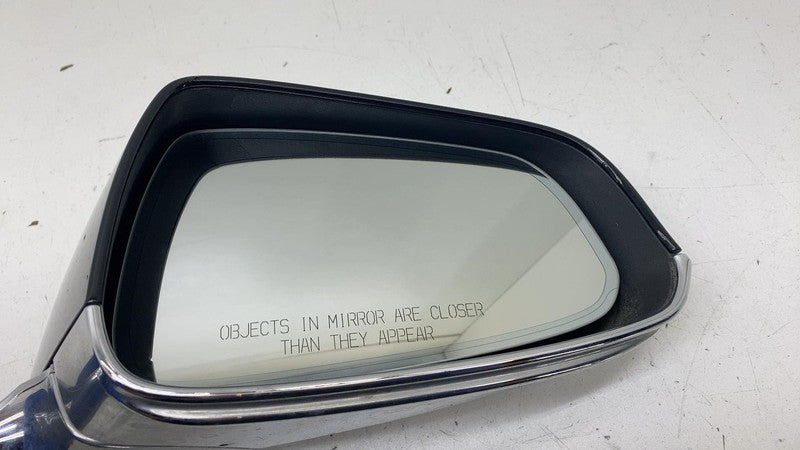 OBJECTS IN MIRROR ARE CLOSER
THAN THEY APPEAR